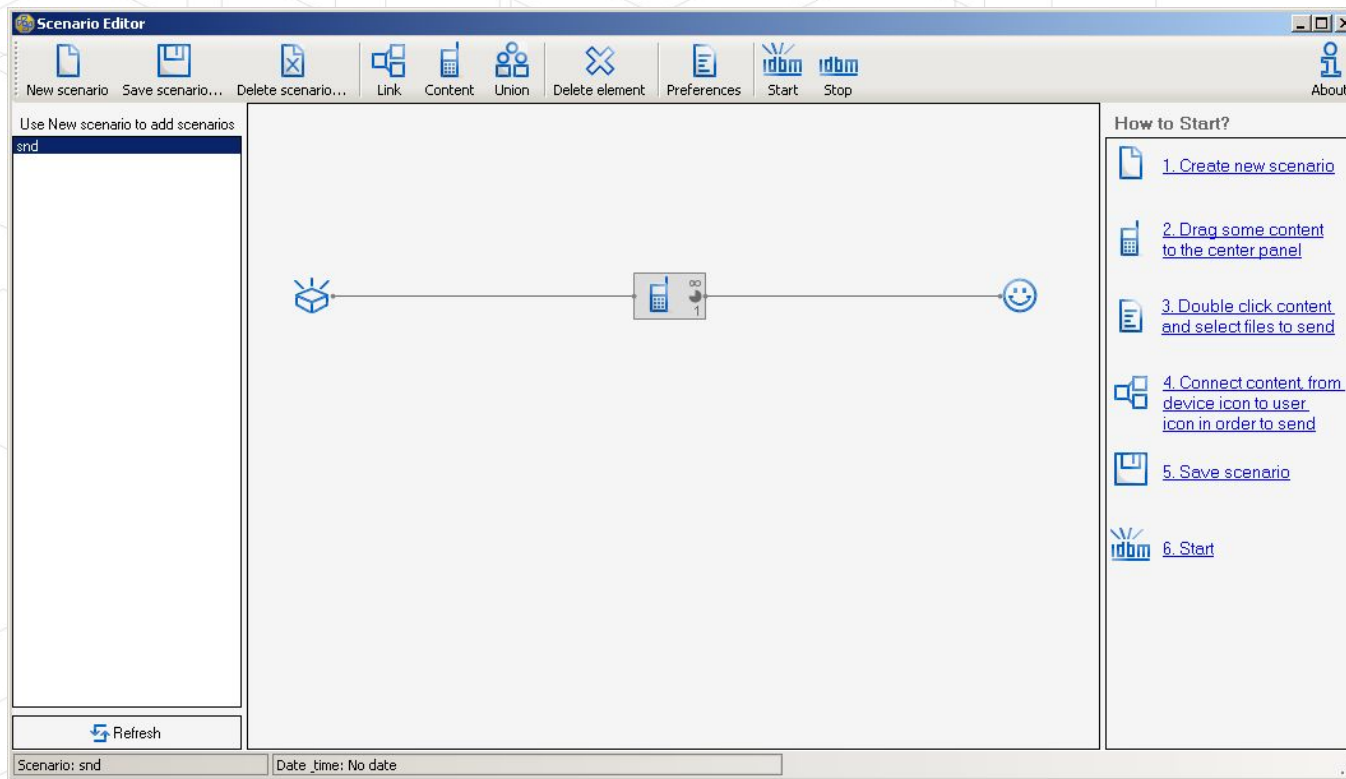 Scenario Editor
idbm idbm
New scenario Save scenario... Delete scenario... Link Content Union Delete element Preferences Start Stop About
Use New scenario to add scenarios
snd
∞
1
Refresh
How to Start?
1. Create new scenario
2. Drag some content
to the center panel
3. Double click content
and select files to send
4. Connect content, from
device icon to user
icon in order to send
5. Save scenario
idbm 6. Start
Scenario: snd Date_time: No date